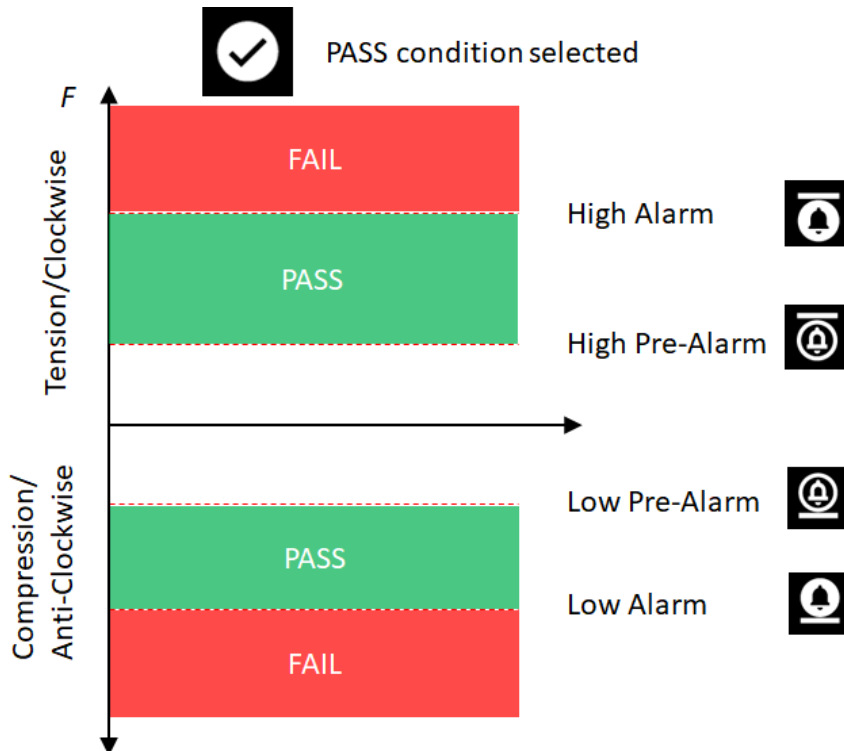 PASS condition selected
F
Tension/Clockwise
FAIL
High Alarm
PASS
High Pre-Alarm
Compression/
Anti-Clockwise
Low Pre-Alarm
PASS
Low Alarm
FAIL